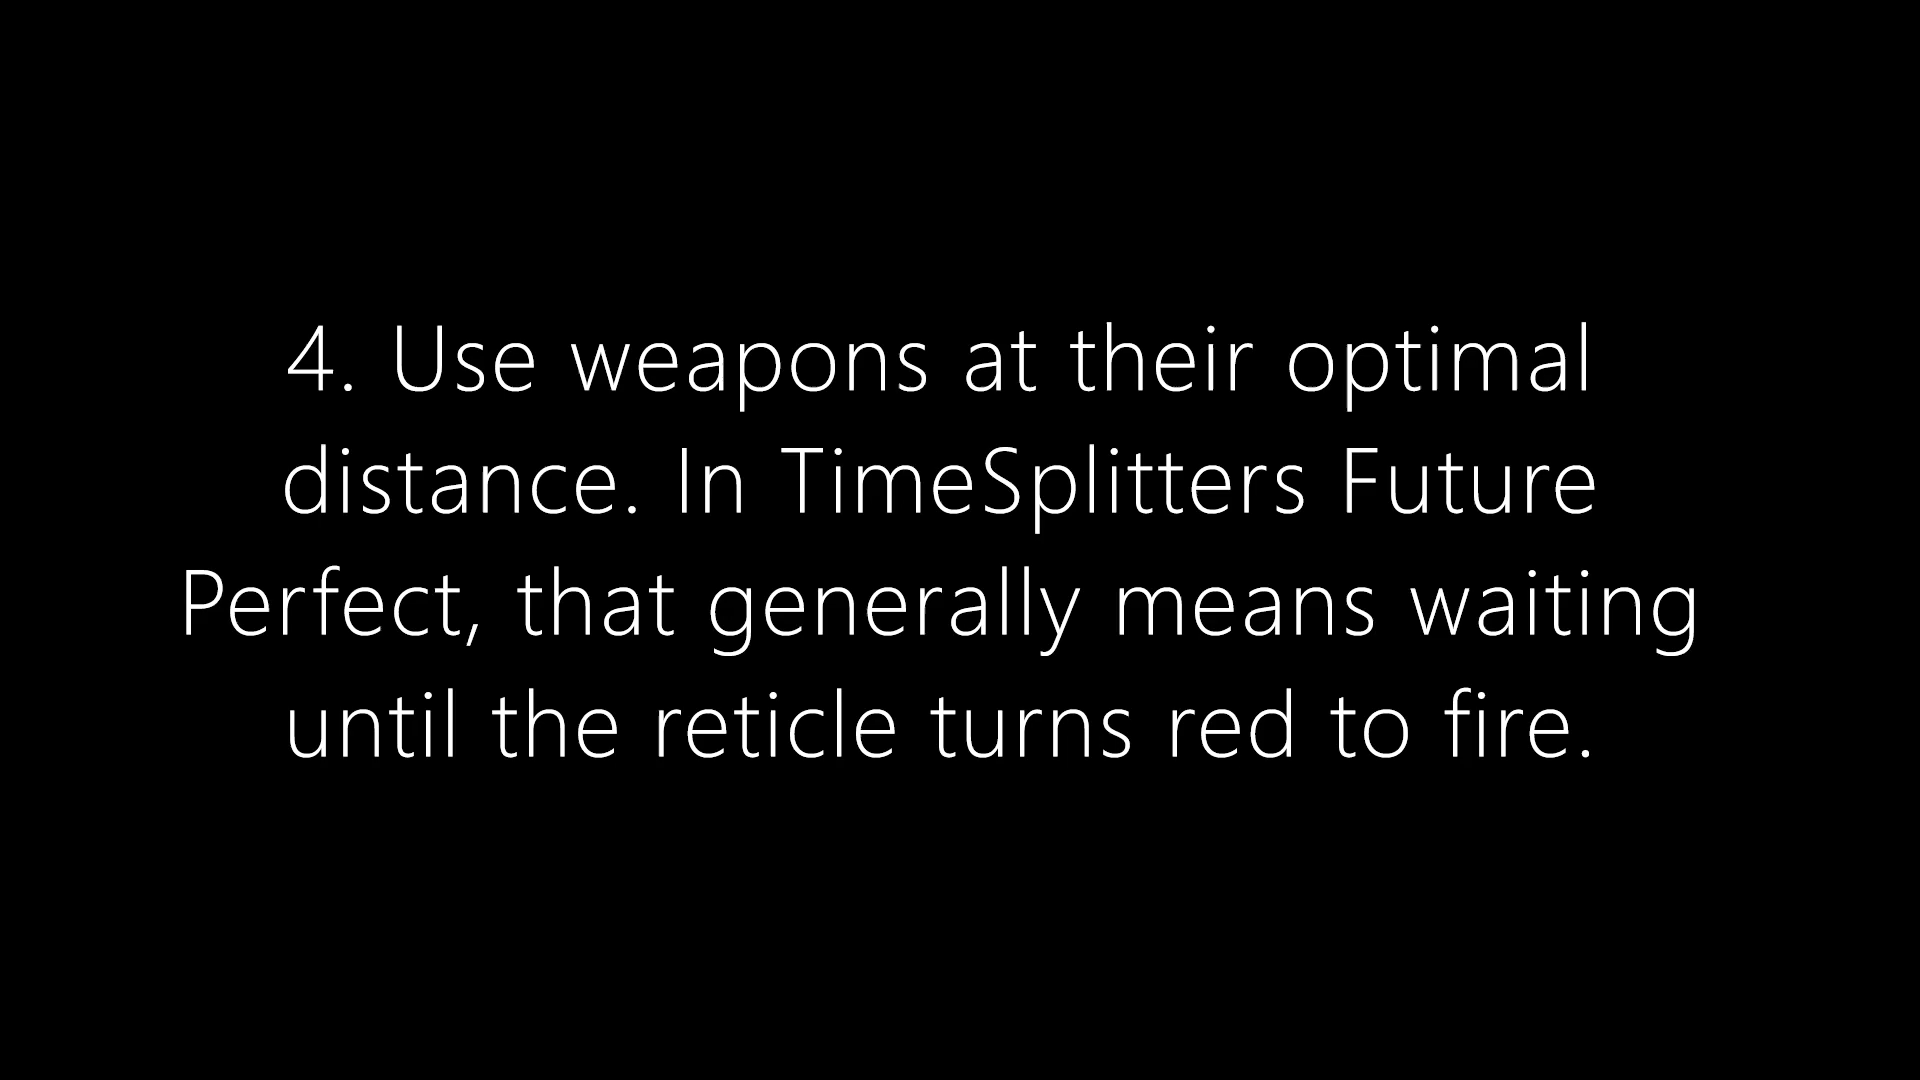 4. Use weapons at their optimal
distance. In TimeSplitters Future
Perfect, that generally means waiting
until the reticle turns red to fire.